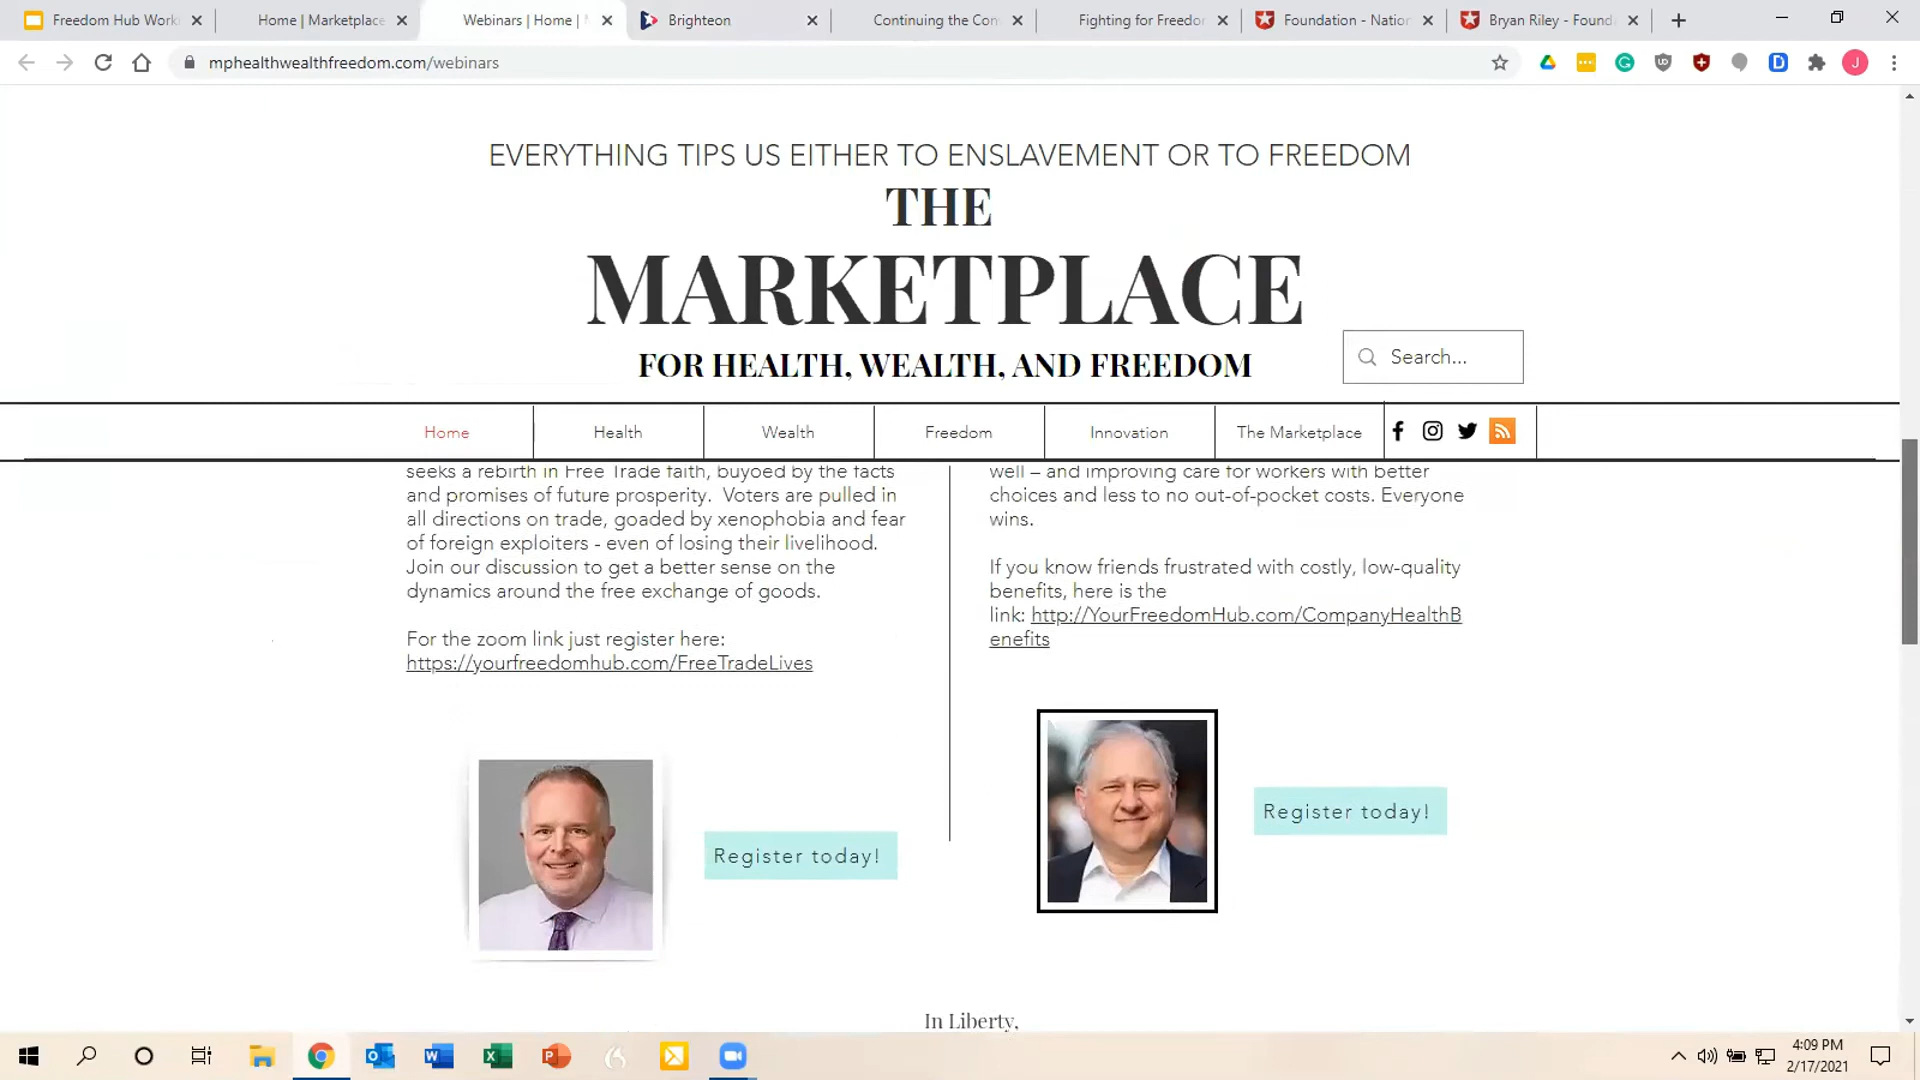 Freedom Hub Work
Home | Marketplace
Webinars | Home |
Brighteon
Continuing the Con
Fighting for Freedo
Foundation - Nation
Bryan Riley - Found
mphealthwealthfreedom.com/webinars
EVERYTHING TIPS US EITHER TO ENSLAVEMENT OR TO FREEDOM
THE
MARKETPLACE
FOR HEALTH, WEALTH, AND FREEDOM
Search...
Home
Health
Wealth
Freedom
Innovation
The Marketplace
seeks a rebirth in Free Trade faith, buyoed by the facts
and promises of future prosperity. Voters are pulled in
all directions on trade, goaded by xenophobia and fear
of foreign exploiters - even of losing their livelihood.
Join our discussion to get a better sense on the
dynamics around the free exchange of goods.
For the zoom link just register here:
https://yourfreedomhub.com/FreeTradeLives
well – and improving care for workers with better
choices and less to no out-of-pocket costs. Everyone
wins.
If you know friends frustrated with costly, low-quality
benefits, here is the
link: http://YourFreedomHub.com/CompanyHealthB
enefits
Register today!
Register today!
In Liberty,
4:09 PM
2/17/2021